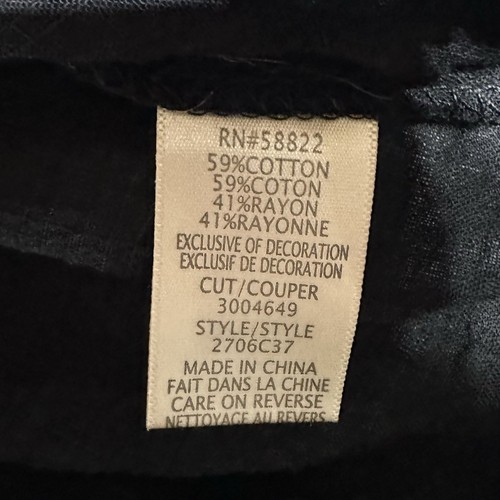 RN#58822
59%COTTON
59%COTON
41%RAYON
41%RAYONNE
EXCLUSIVE OF DECORATION
EXCLUSIF DE DECORATION
CUT/COUPER
3004649
STYLE/STYLE
2706C37
MADE IN CHINA
FAIT DANS LA CHINE
CARE ON REVERSE
NETTOYAGE AU REVERS